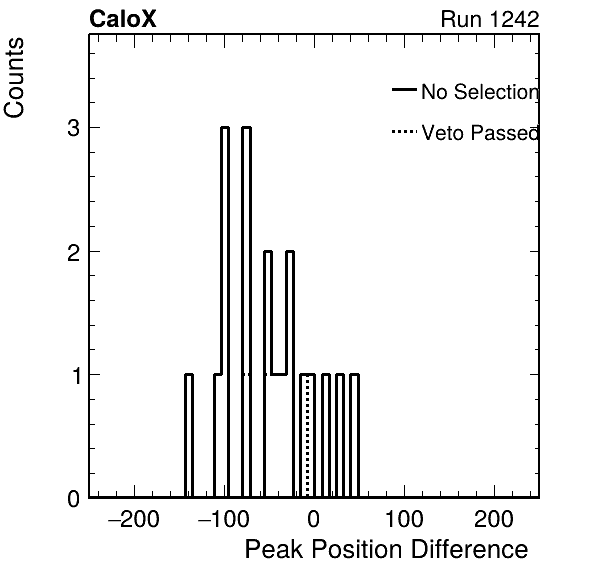 CaloX Run 1242
Counts
No Selection
Veto Passed
3
2
1
0
−200 −100 0 100 200
Peak Position Difference